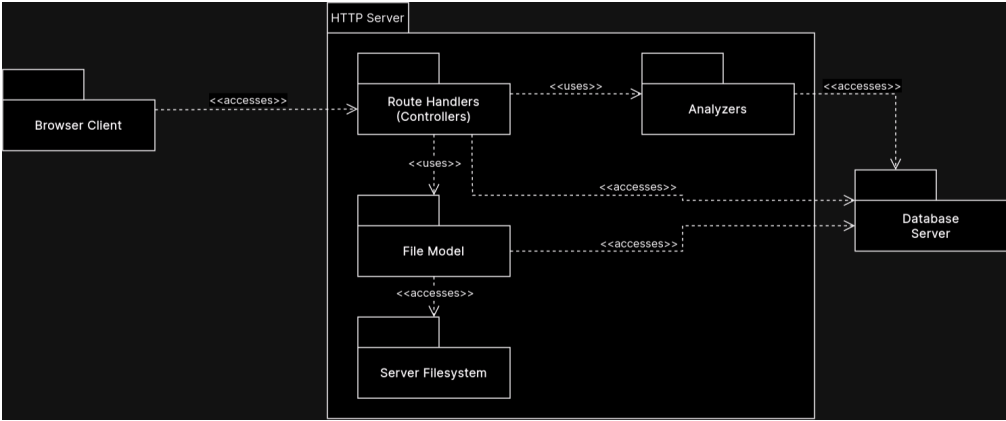 HTTP Server
<<accesses>>
Browser Client
Route Handlers
(Controllers)
<<uses>>
Analyzers
<<accesses>>
<<uses>>
<<accesses>>
Database
Server
File Model
<<accesses>>
<<accesses>>
Server Filesystem